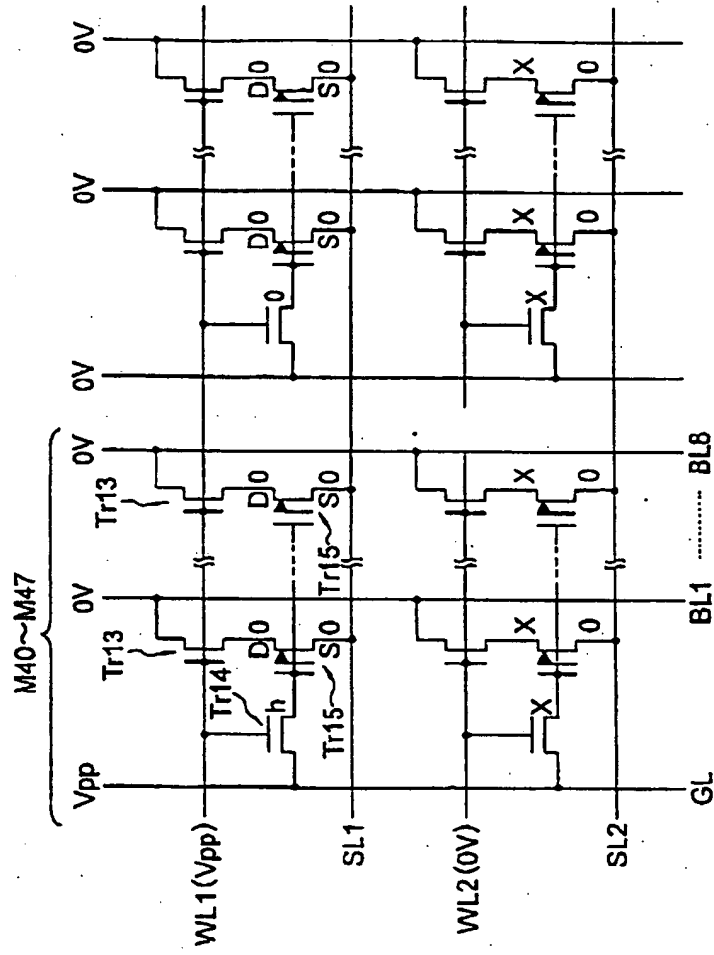 M40~M47
Vpp 0V 0V 0V 0V 0V
Tr13 Tr13
WL1(Vpp)
Tr14
h D 0 D 0 0 D 0 D 0
S 0 S 0 S 0 S 0
Tr15 Tr15
SL1
WL2(0V)
X X X X X X
0 0 0 0
SL2
GL BL1 ........ BL8